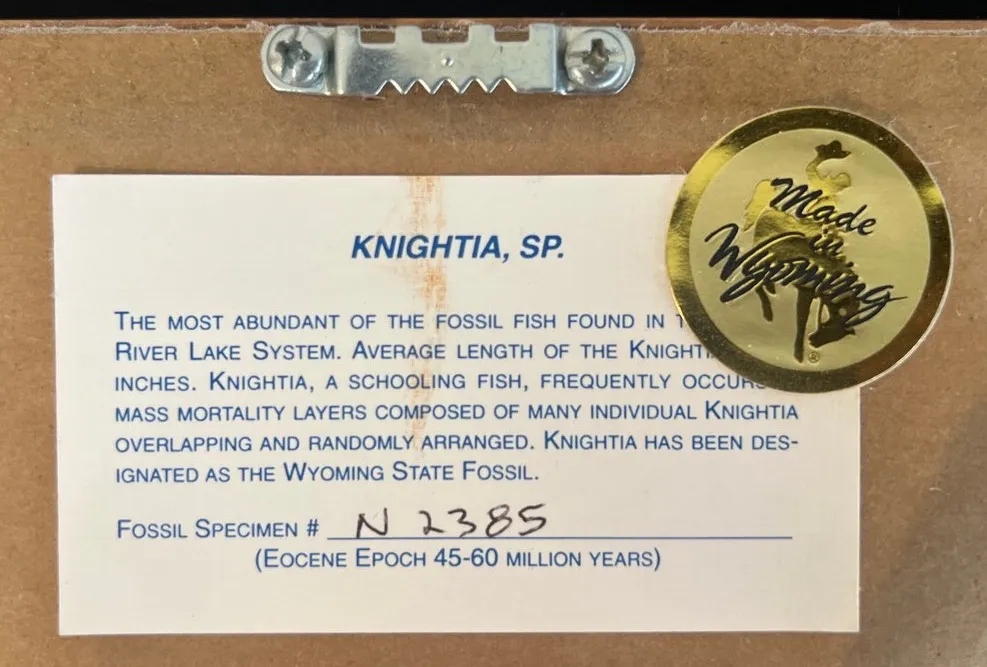 KNIGHTIA, SP.
THE MOST ABUNDANT OF THE FOSSIL FISH FOUND IN
RIVER LAKE SYSTEM. AVERAGE LENGTH OF THE
INCHES. KNIGHTIA, A SCHOOLING FISH, FREQUENTLY
MASS MORTALITY LAYERS COMPOSED OF MANY INDIVIDUAL KNIGHTIA
OVERLAPPING AND RANDOMLY ARRANGED. KNIGHTIA HAS BEEN DES-
IGNATED AS THE WYOMING STATE FOSSIL.
FOSSIL SPECIMEN # N 2385
(EOCENE EPOCH 45-60 MILLION YEARS)
Made
in
Wyoming
®